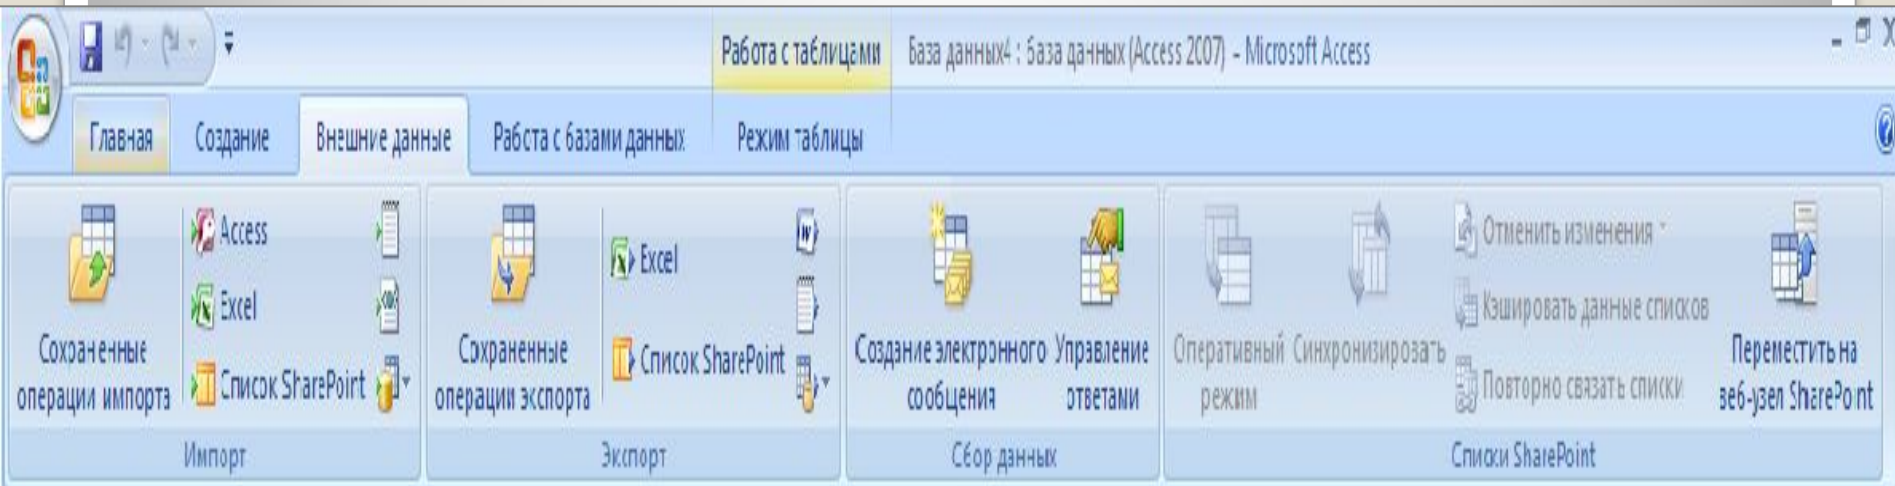 Работа с таблицами База данных4 : база данных (Access 2007) - Microsoft Access
Главная Создание Внешние данные Работа с базами данных Режим таблицы
Сохраненные операции импорта
Access
Excel
Список SharePoint
Импорт
Сохраненные операции экспорта
Excel
Список SharePoint
Экспорт
Создание электронного сообщения
Управление ответами
Сбор данных
Оперативный режим
Синхронизировать
Отменить изменения
Кэшировать данные списков
Повторно связать списки
Переместить на веб-узел SharePoint
Списки SharePoint